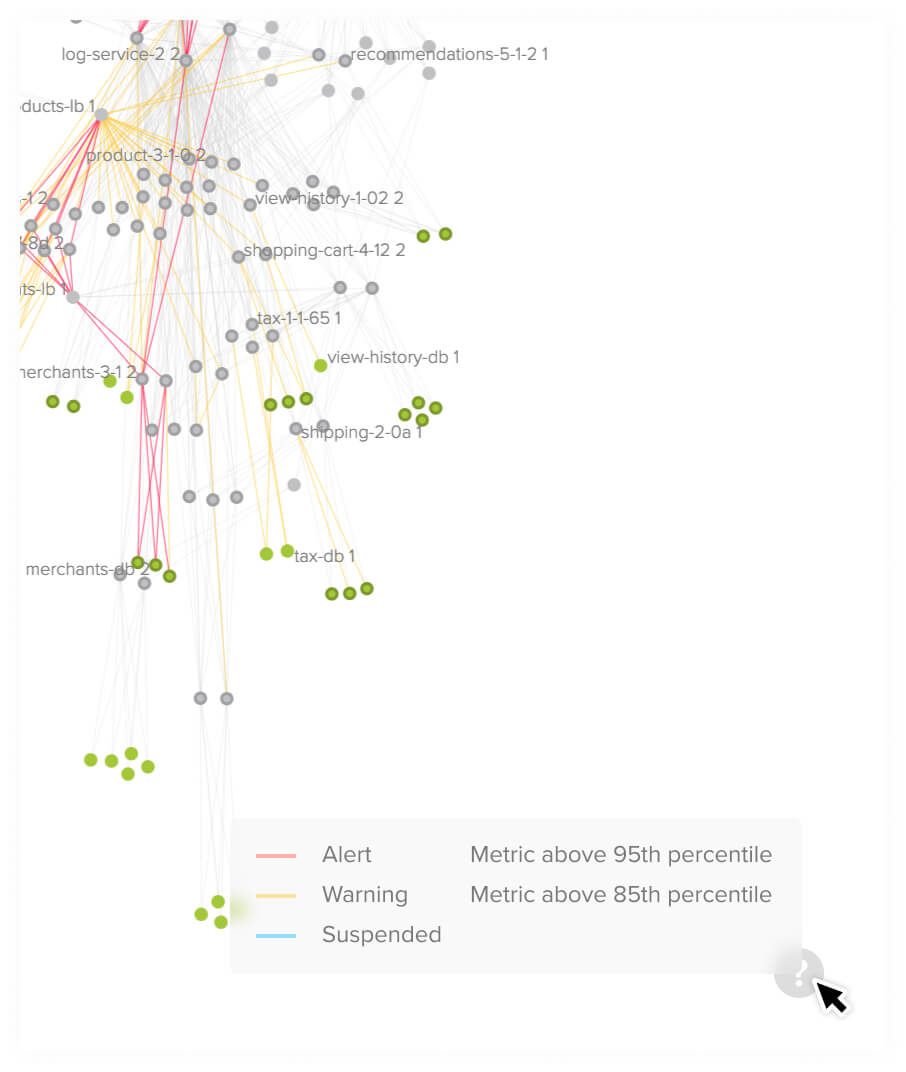 log-service-2 2
recommendations-5-1-2 1
ducts-lb 1
product-3-1-0 2
-1 2
view-history-1-02 2
-8d 2
shopping-cart-4-12 2
ts-lb 1
tax-1-1-65 1
view-history-db 1
merchants-3-1 2
shipping-2-0a 1
tax-db 1
merchants-db 2
Alert Metric above 95th percentile
Warning Metric above 85th percentile
Suspended
?